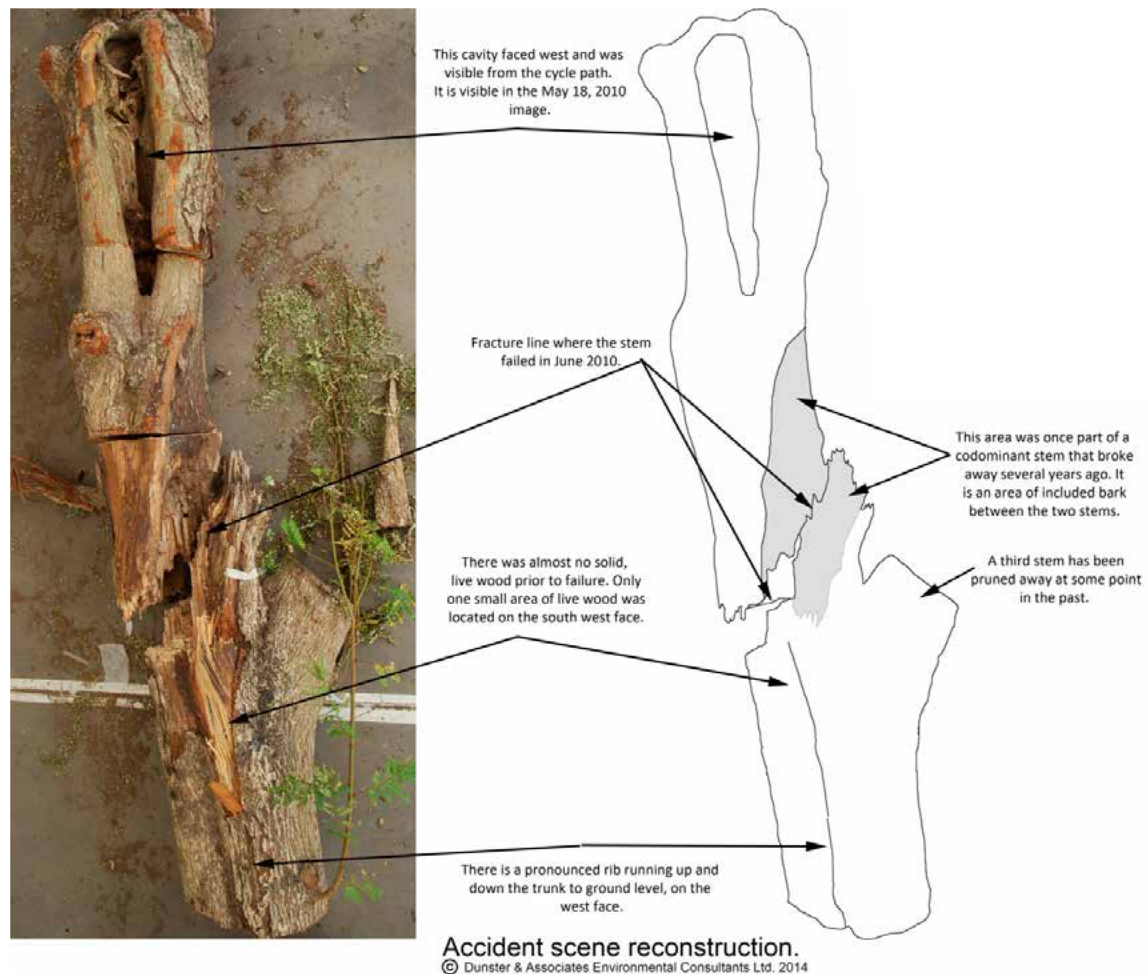 This cavity faced west and was
visible from the cycle path.
It is visible in the May 18, 2010
image.
Fracture line where the stem
failed in June 2010.
This area was once part of a
codominant stem that broke
away several years ago. It
is an area of included bark
between the two stems.
There was almost no solid,
live wood prior to failure. Only
one small area of live wood was
located on the south west face.
A third stem has been
pruned away at some point
in the past.
There is a pronounced rib running up and
down the trunk to ground level, on the
west face.
Accident scene reconstruction.
© Dunster & Associates Environmental Consultants Ltd. 2014